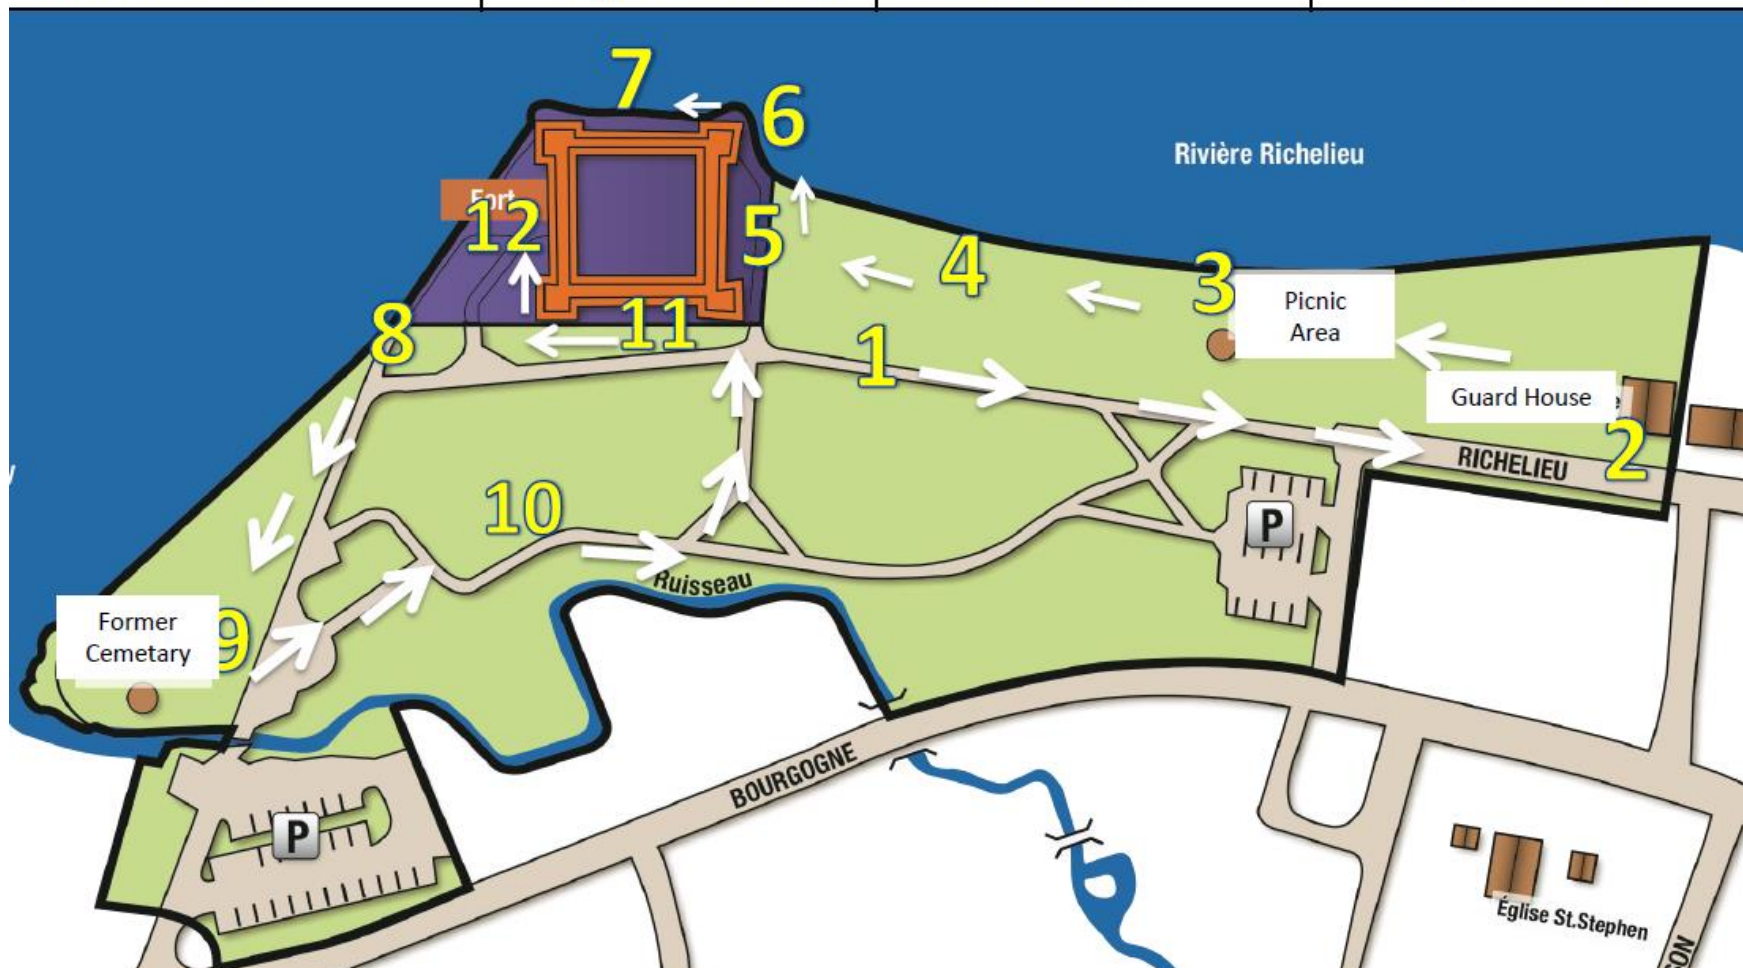 7
6
Rivière Richelieu
Fort
12
5
4
3
Picnic
Area
8
11
1
Guard House
2
RICHELIEU
10
P
Ruisseau
Former
Cemetary
9
BOURGOGNE
P
Église St.Stephen